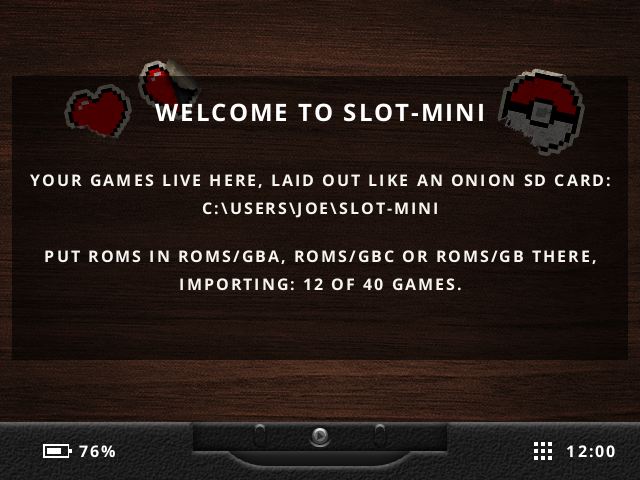 WELCOME TO SLOT-MINI
YOUR GAMES LIVE HERE, LAID OUT LIKE AN ONION SD CARD:
C:\USERS\JOE\SLOT-MINI
PUT ROMS IN ROMS/GBA, ROMS/GBC OR ROMS/GB THERE,
IMPORTING: 12 OF 40 GAMES.
76%
12:00